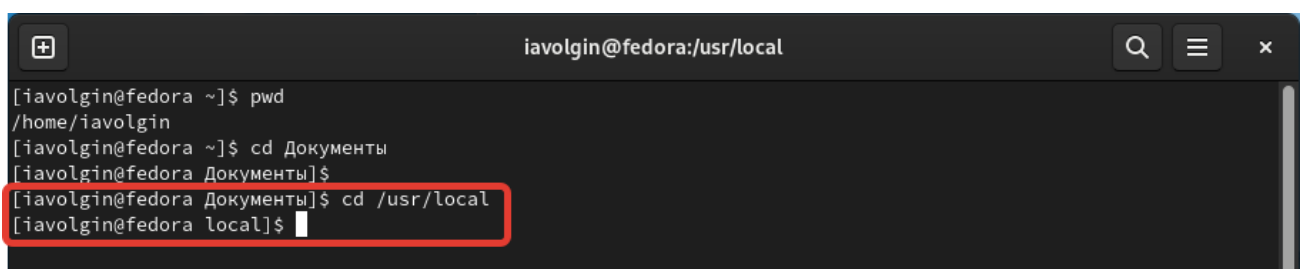 iavolgin@fedora:/usr/local
[iavolgin@fedora ~]$ pwd
/home/iavolgin
[iavolgin@fedora ~]$ cd Документы
[iavolgin@fedora Документы]$
[iavolgin@fedora Документы]$ cd /usr/local
[iavolgin@fedora local]$